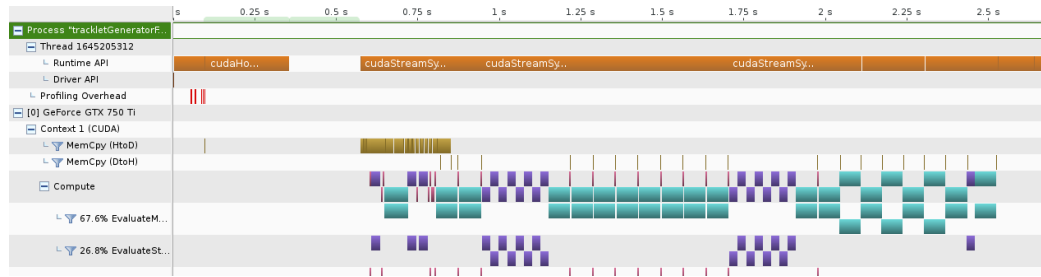 s 0.25 s 0.5 s 0.75 s 1 s 1.25 s 1.5 s 1.75 s 2 s 2.25 s 2.5 s
Process "trackletGeneratorF...
Thread 1645205312
Runtime API cudaHo... cudaStreamSy... cudaStreamSy... cudaStreamSy...
Driver API
Profiling Overhead
[0] GeForce GTX 750 Ti
Context 1 (CUDA)
MemCpy (HtoD)
MemCpy (DtoH)
Compute
67.6% EvaluateM...
26.8% EvaluateSt...